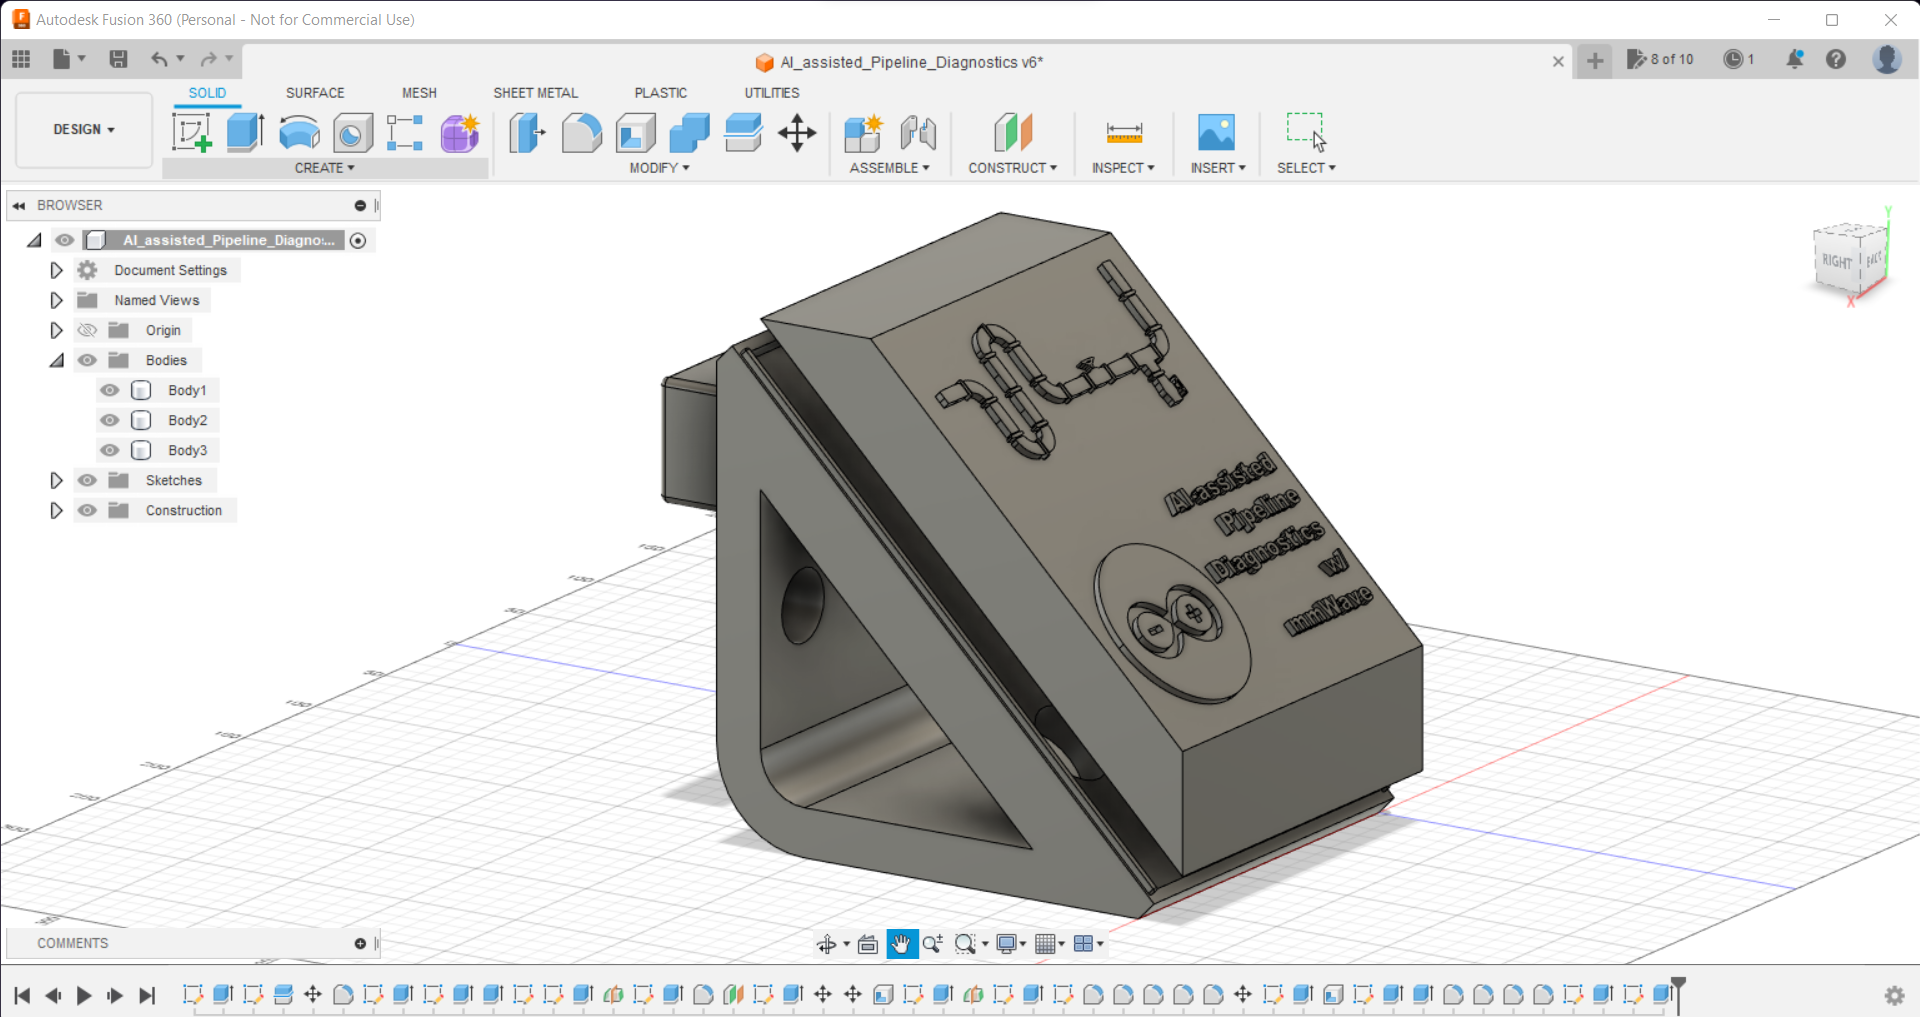 Autodesk Fusion 360 (Personal - Not for Commercial Use)
AI_assisted_Pipeline_Diagnostics v6*
8 of 10
1
DESIGN
SOLID
SURFACE
MESH
SHEET METAL
PLASTIC
UTILITIES
CREATE
MODIFY
ASSEMBLE
CONSTRUCT
INSPECT
INSERT
SELECT
BROWSER
AI_assisted_Pipeline_Diagno:...
Document Settings
Named Views
Origin
Bodies
Body1
Body2
Body3
Sketches
Construction
Y
RIGHT
BACK
X
AI-assisted
Pipeline
Diagnostics
w/
mmWave
COMMENTS